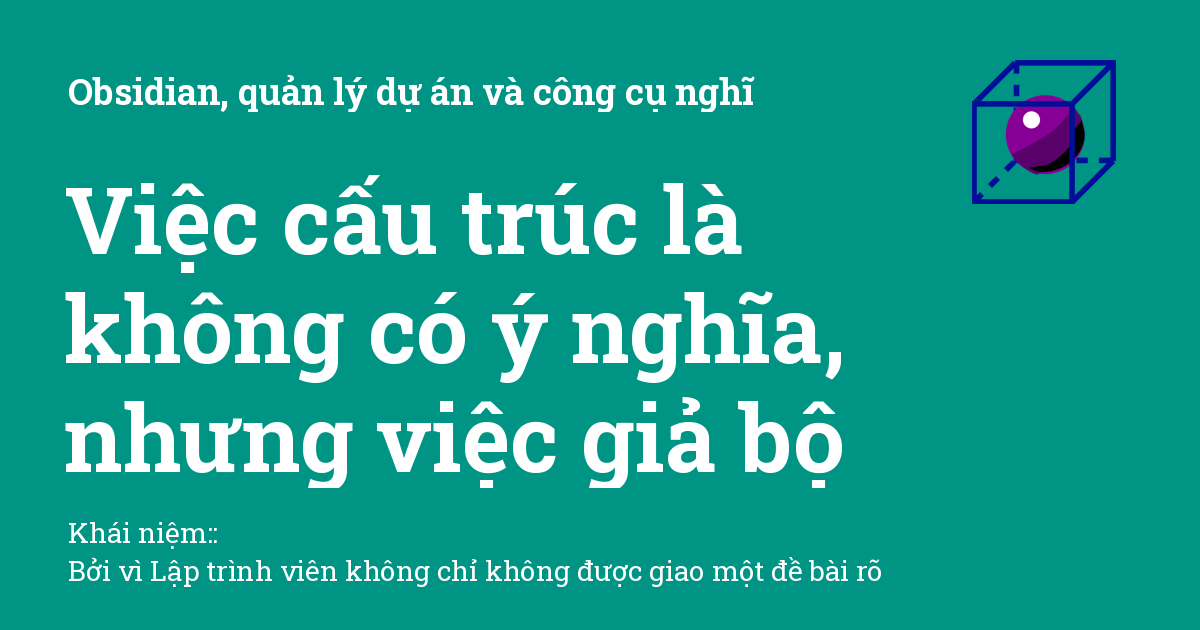 Obsidian, quản lý dự án và công cụ nghĩ
Việc cấu trúc là
không có ý nghĩa,
nhưng việc giả bộ
Khái niệm::
Bởi vì Lập trình viên không chỉ không được giao một đề bài rõ